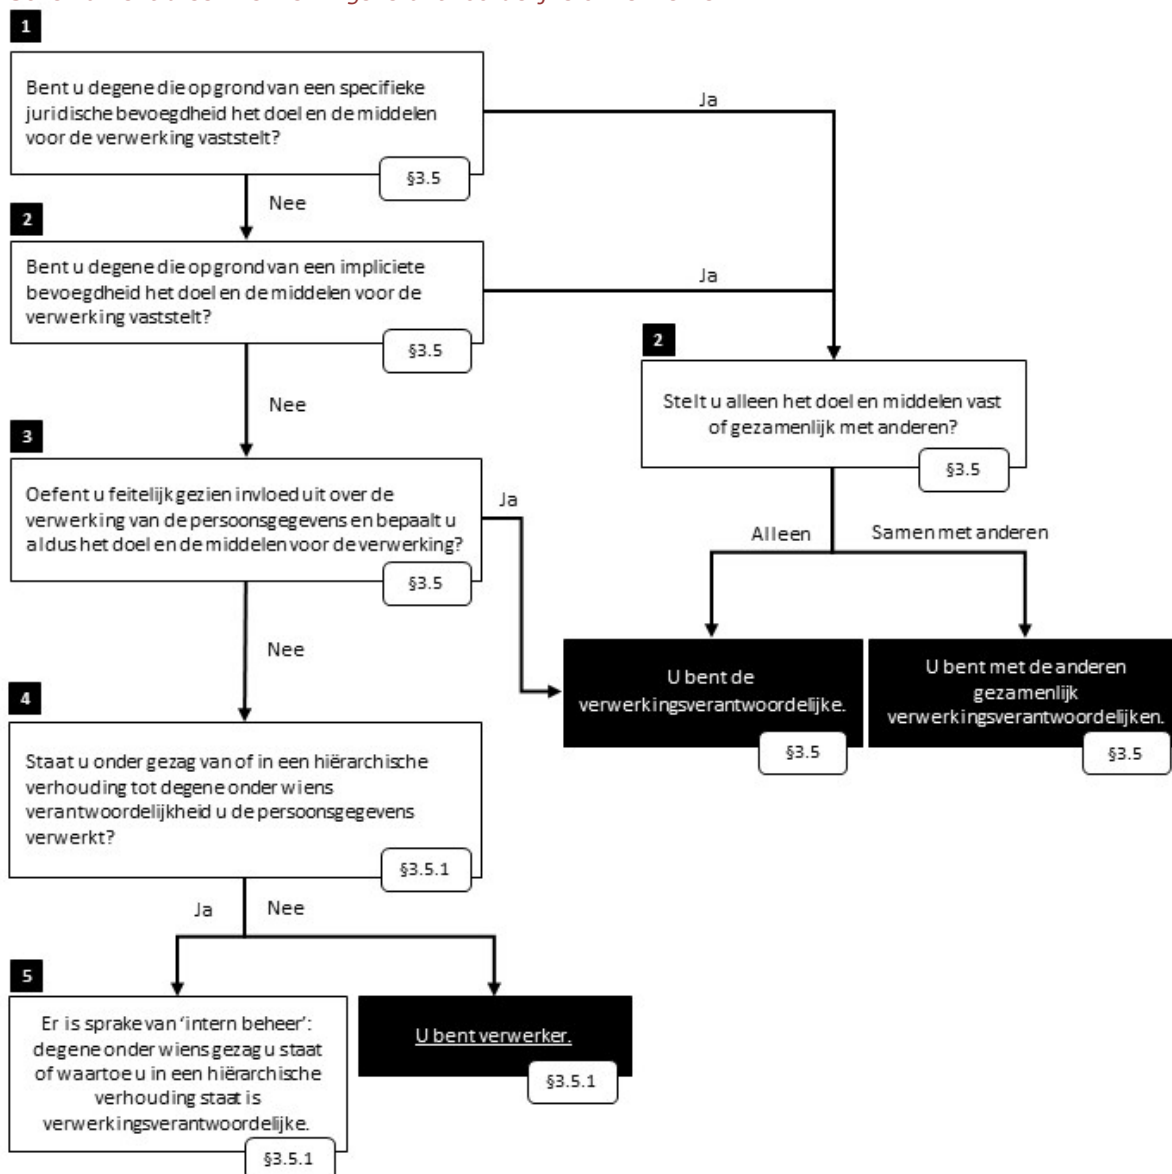 1
Bent u degene die op grond van een specifieke
juridische bevoegdheid het doel en de middelen
voor de verwerking vaststelt?
§3.5
Ja
Nee
2
Bent u degene die op grond van een impliciete
bevoegdheid het doel en de middelen voor de
verwerking vaststelt?
§3.5
Ja
Nee
2
Stelt u alleen het doel en middelen vast
of gezamenlijk met anderen?
§3.5
Alleen
Samen met anderen
3
Oefent u feitelijk gezien invloed uit over de
verwerking van de persoonsgegevens en bepaalt u
aldus het doel en de middelen voor de verwerking?
§3.5
Ja
Nee
U bent de
verwerkingsverantwoordelijke.
§3.5
U bent met de anderen
gezamenlijk
verwerkingsverantwoordelijken.
§3.5
4
Staat u onder gezag van of in een hiërarchische
verhouding tot degene onder wiens
verantwoordelijkheid u de persoonsgegevens
verwerkt?
§3.5.1
Ja
Nee
5
Er is sprake van ‘intern beheer’:
degene onder wiens gezag u staat
of waartoe u in een hiërarchische
verhouding staat is
verwerkingsverantwoordelijke.
§3.5.1
U bent verwerker.
§3.5.1